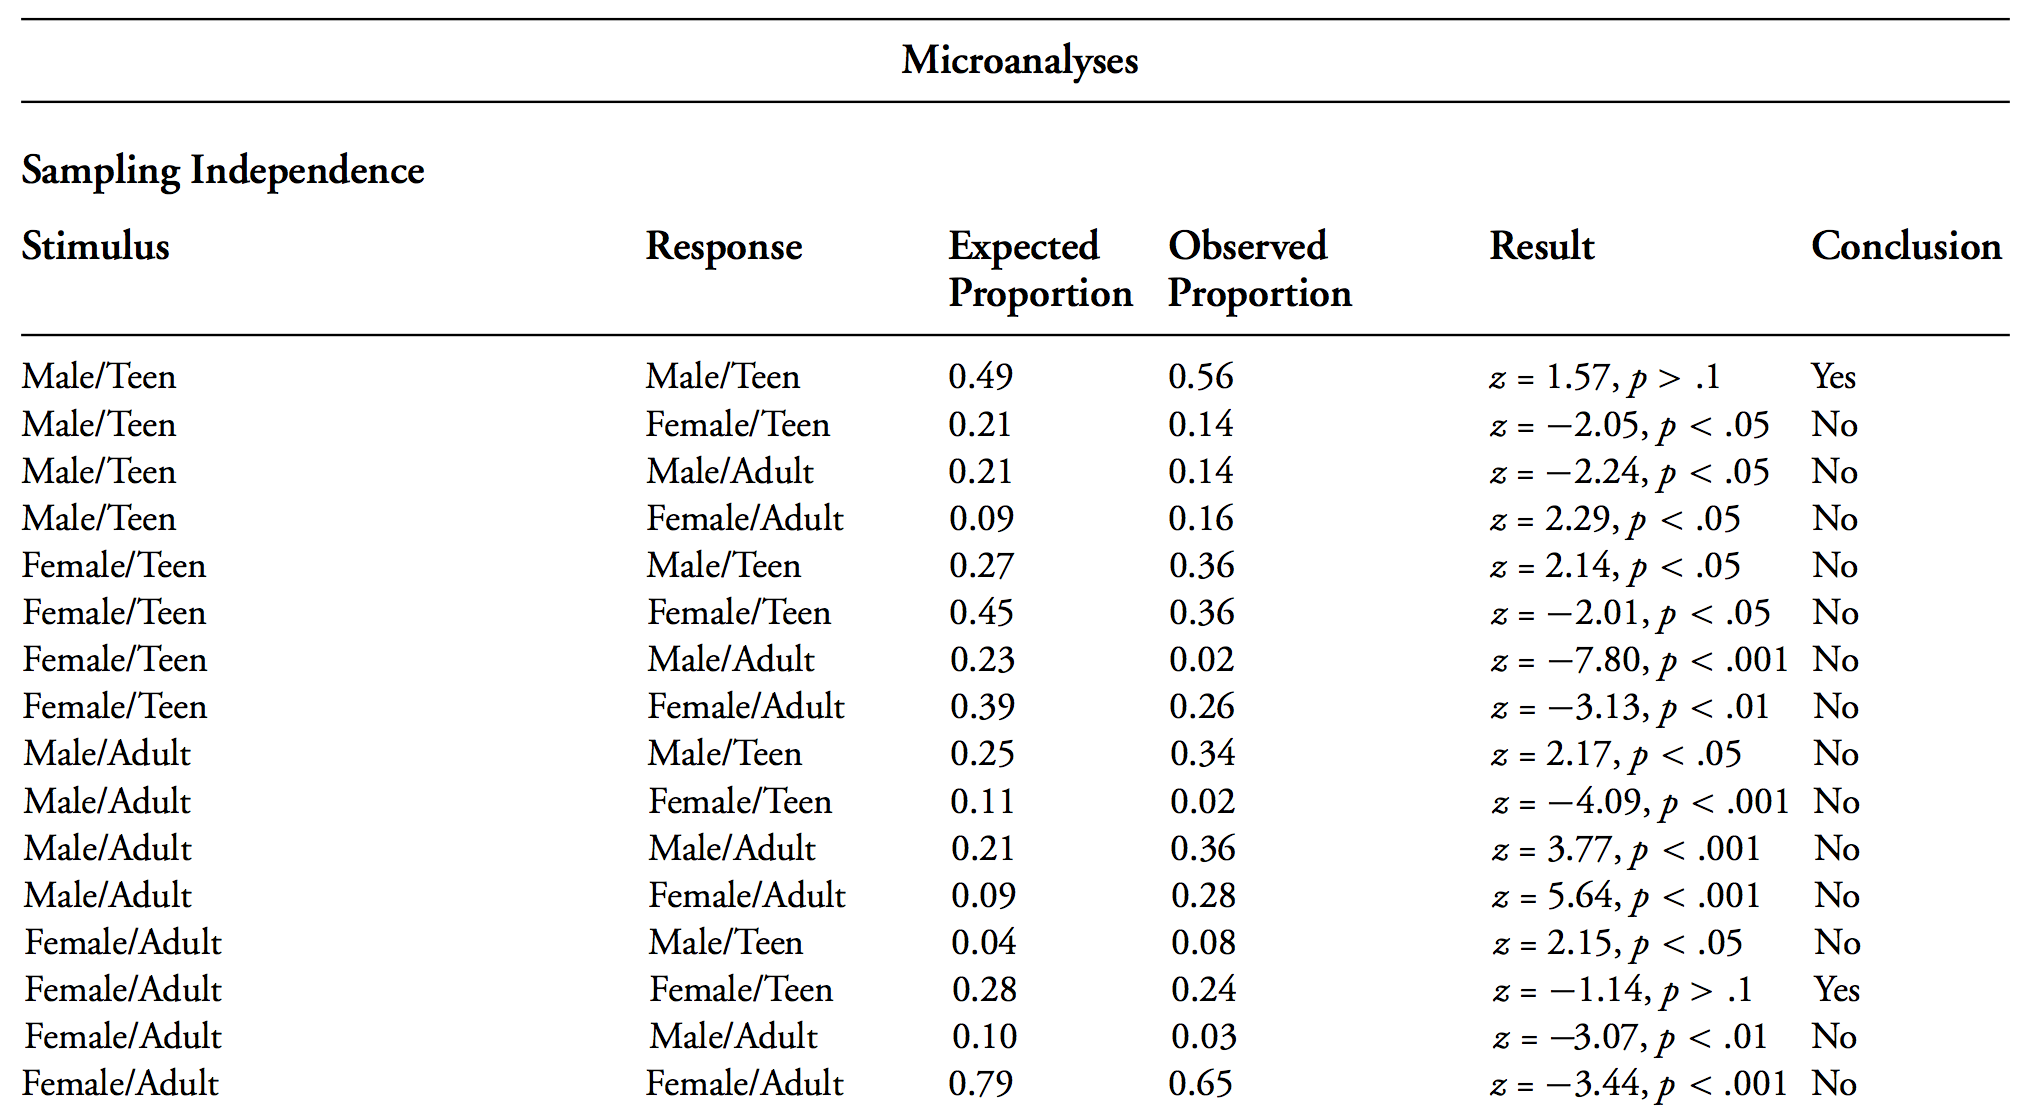 Microanalyses
Sampling Independence
Stimulus Response Expected Proportion Observed Proportion Result Conclusion
Male/Teen Male/Teen 0.49 0.56 z = 1.57, p > .1 Yes
Male/Teen Female/Teen 0.21 0.14 z = −2.05, p < .05 No
Male/Teen Male/Adult 0.21 0.14 z = −2.24, p < .05 No
Male/Teen Female/Adult 0.09 0.16 z = 2.29, p < .05 No
Female/Teen Male/Teen 0.27 0.36 z = 2.14, p < .05 No
Female/Teen Female/Teen 0.45 0.36 z = −2.01, p < .05 No
Female/Teen Male/Adult 0.23 0.02 z = −7.80, p < .001 No
Female/Teen Female/Adult 0.39 0.26 z = −3.13, p < .01 No
Male/Adult Male/Teen 0.25 0.34 z = 2.17, p < .05 No
Male/Adult Female/Teen 0.11 0.02 z = −4.09, p < .001 No
Male/Adult Male/Adult 0.21 0.36 z = 3.77, p < .001 No
Male/Adult Female/Adult 0.09 0.28 z = 5.64, p < .001 No
Female/Adult Male/Teen 0.04 0.08 z = 2.15, p < .05 No
Female/Adult Female/Teen 0.28 0.24 z = −1.14, p > .1 Yes
Female/Adult Male/Adult 0.10 0.03 z = −3.07, p < .01 No
Female/Adult Female/Adult 0.79 0.65 z = −3.44, p < .001 No